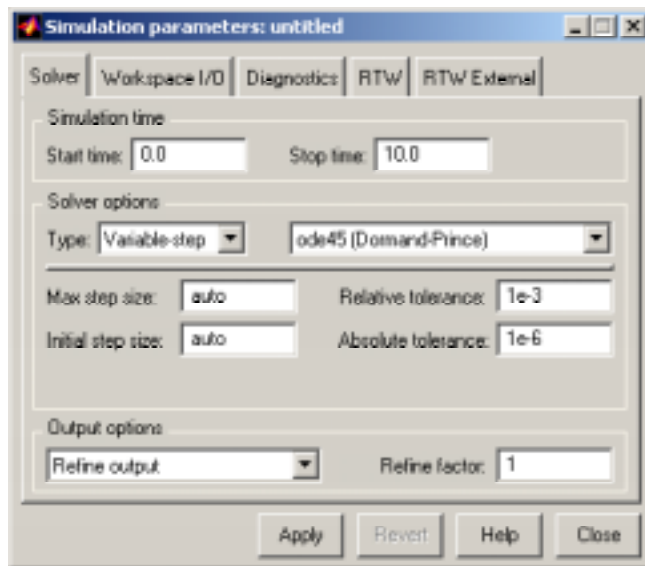 Simulation parameters: untitled
Solver Workspace I/O Diagnostics RTW RTW External
Simulation time
Start time: 0.0 Stop time: 10.0
Solver options
Type: Variable-step ode45 (Dormand-Prince)
Max step size: auto Relative tolerance: 1e-3
Initial step size: auto Absolute tolerance: 1e-6
Output options
Refine output Refine factor: 1
Apply Revert Help Close